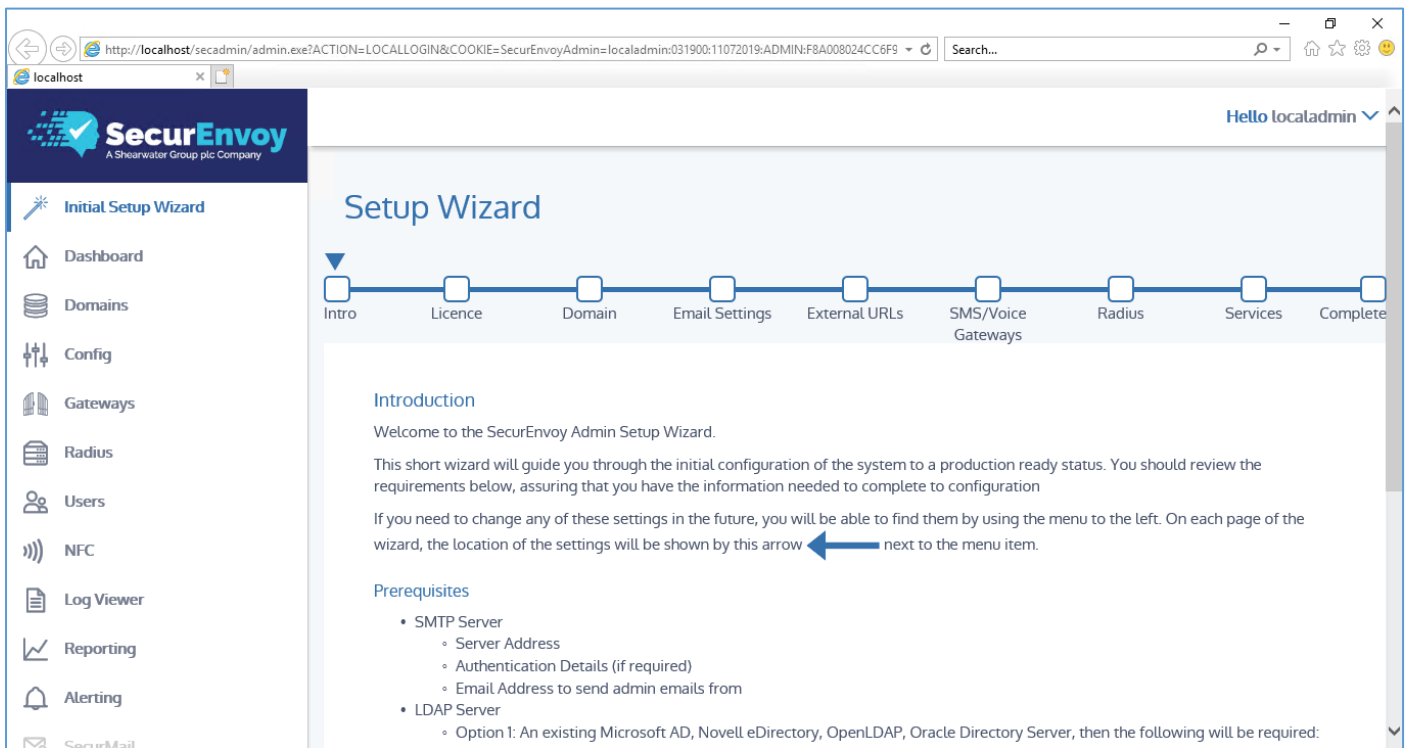 http://localhost/secadmin/admin.exe?ACTION=LOCALLOGIN&COOKIE=SecurEnvoyAdmin=localadmin:031900:11072019:ADMIN:F8A008024CC6F9
Search...
localhost
SecurEnvoy
A Shearwater Group plc Company
Hello localadmin
Initial Setup Wizard
Dashboard
Domains
Config
Gateways
Radius
Users
NFC
Log Viewer
Reporting
Alerting
SecurMail
Setup Wizard
Intro
Licence
Domain
Email Settings
External URLs
SMS/Voice
Gateways
Radius
Services
Complete
Introduction
Welcome to the SecurEnvoy Admin Setup Wizard.
This short wizard will guide you through the initial configuration of the system to a production ready status. You should review the
requirements below, assuring that you have the information needed to complete to configuration
If you need to change any of these settings in the future, you will be able to find them by using the menu to the left. On each page of the
wizard, the location of the settings will be shown by this arrow next to the menu item.
Prerequisites
• SMTP Server
◦ Server Address
◦ Authentication Details (if required)
◦ Email Address to send admin emails from
• LDAP Server
◦ Option 1: An existing Microsoft AD, Novell eDirectory, OpenLDAP, Oracle Directory Server, then the following will be required: